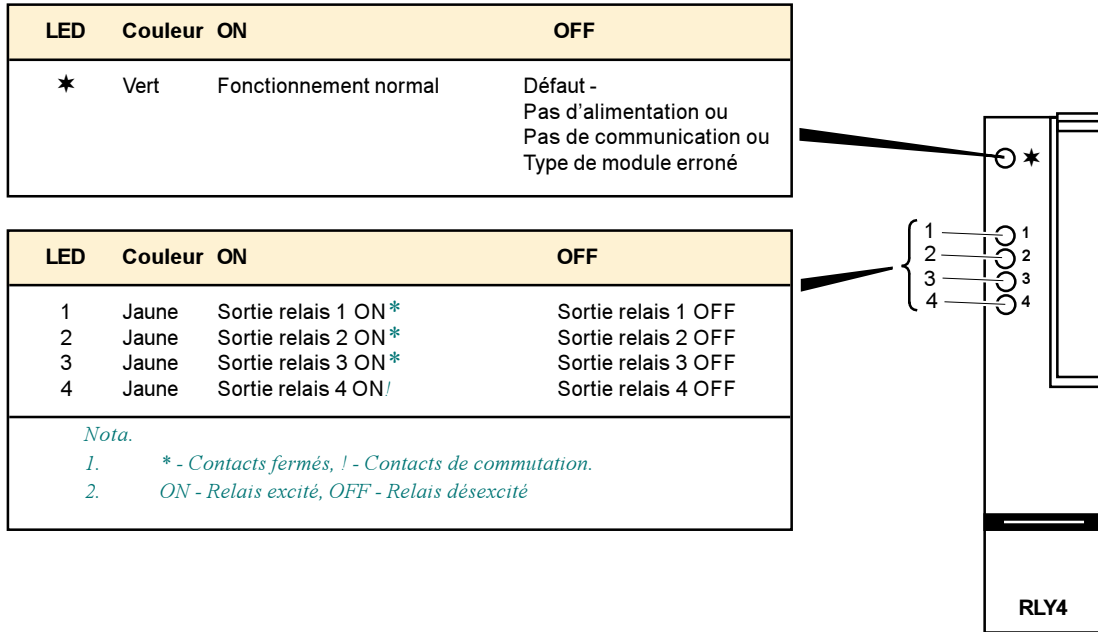 LED Couleur ON OFF
✶ Vert Fonctionnement normal Défaut -
Pas d’alimentation ou
Pas de communication ou
Type de module erroné
✶
LED Couleur ON OFF
1 Jaune Sortie relais 1 ON* Sortie relais 1 OFF
2 Jaune Sortie relais 2 ON* Sortie relais 2 OFF
3 Jaune Sortie relais 3 ON* Sortie relais 3 OFF
4 Jaune Sortie relais 4 ON! Sortie relais 4 OFF
Nota.
1. * - Contacts fermés, ! - Contacts de commutation.
2. ON - Relais excité, OFF - Relais désexcité
1 1
2 2
3 3
4 4
RLY4